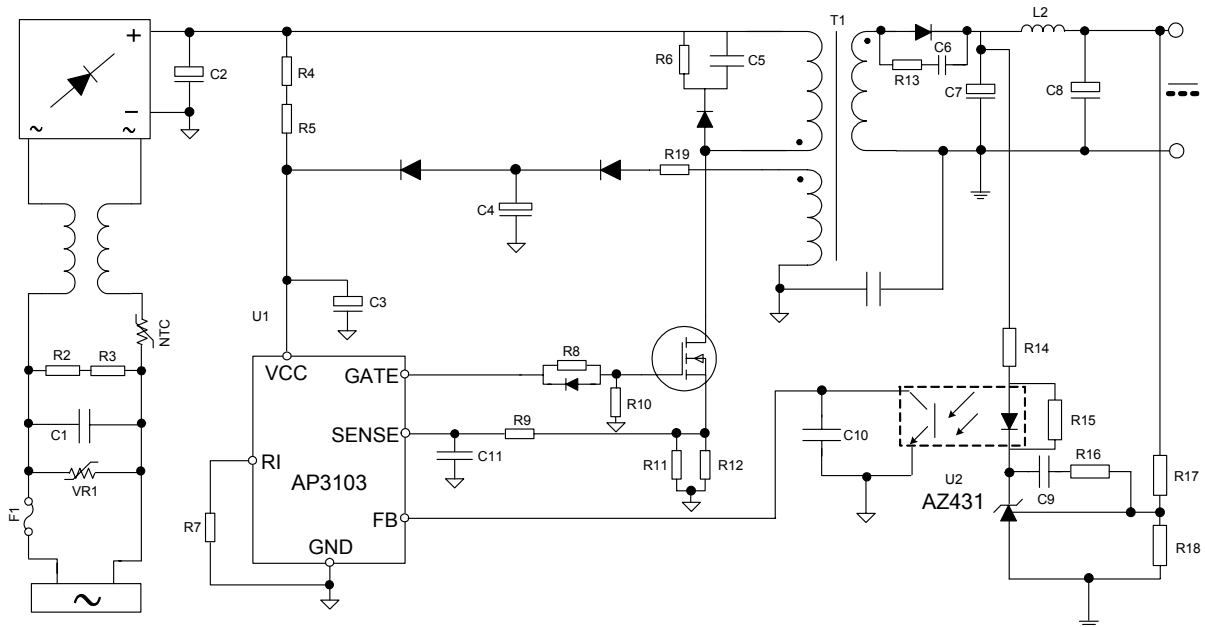 T1
L2
+
C2
R4
R6
C5
R13
C6
C7
C8
−
~
~
R5
R19
C4
C3
U1
NTC
R2
R3
C1
VR1
F1
~
VCC
GATE
SENSE
RI
AP3103
FB
GND
R7
R8
R10
R9
C11
R11
R12
C10
R14
R15
U2
AZ431
C9
R16
R17
R18